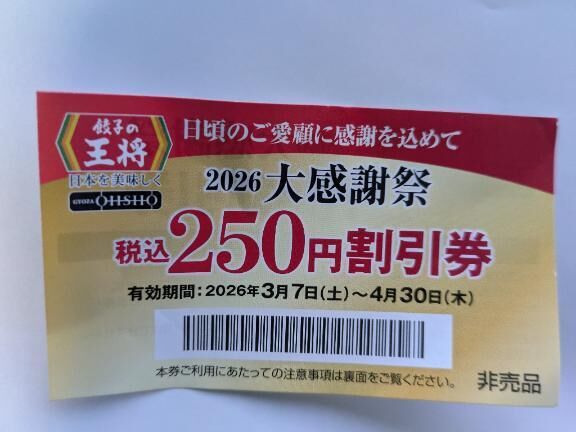 餃子の
王将
日本を美味しく
GYOZA OHSHO
日頃のご愛顧に感謝を込めて
2026 大感謝祭
税込250円割引券
有効期間：2026年3月7日(土)～4月30日(木)
本券ご利用にあたっての注意事項は裏面をご覧ください。
非売品